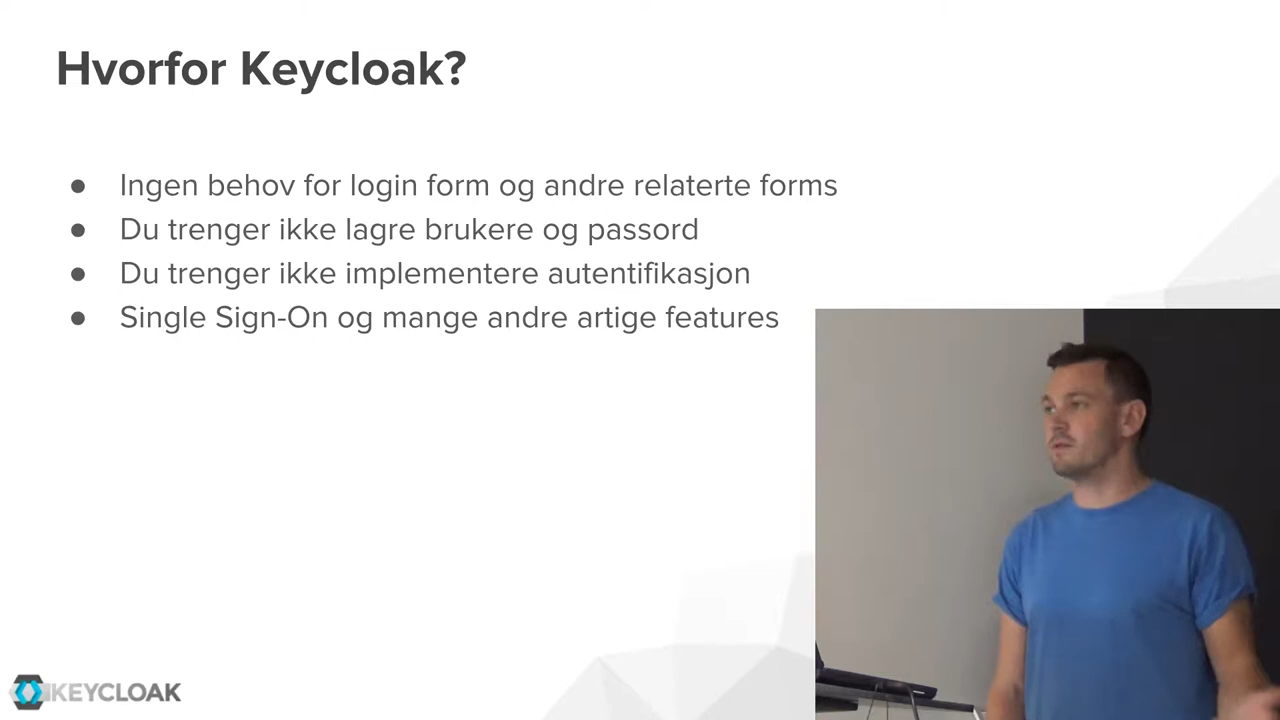 Hvorfor Keycloak?
● Ingen behov for login form og andre relaterte forms
● Du trenger ikke lagre brukere og passord
● Du trenger ikke implementere autentifikasjon
● Single Sign-On og mange andre artige features
KEYCLOAK